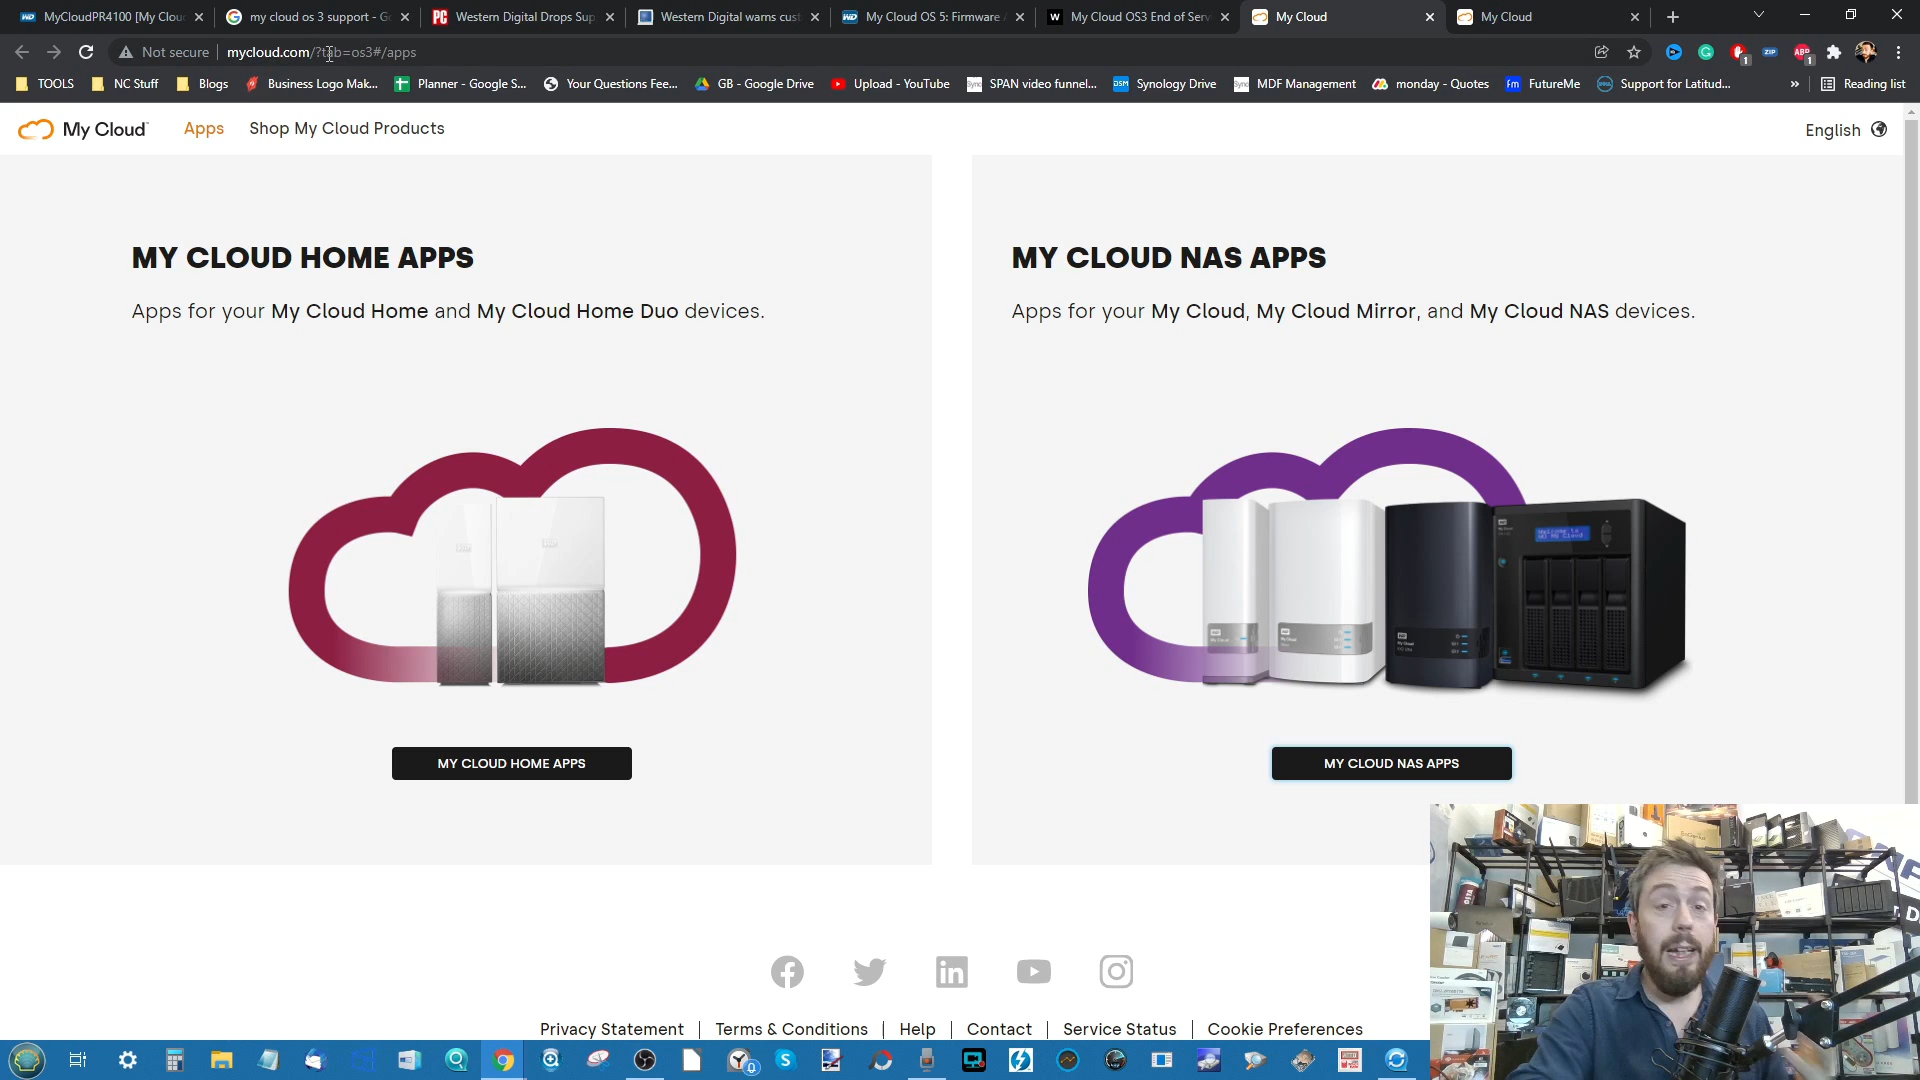 MyCloudPR4100 [My Clou
my cloud os 3 support - G
Western Digital Drops Sup
Western Digital warns cust
My Cloud OS 5: Firmware
My Cloud OS3 End of Serv
My Cloud
My Cloud
Not secure
mycloud.com/?tab=os3#/apps
TOOLS
NC Stuff
Blogs
Business Logo Mak...
Planner - Google S...
Your Questions Fee...
GB - Google Drive
Upload - YouTube
SPAN video funnel...
Synology Drive
MDF Management
monday - Quotes
FutureMe
Support for Latitud...
»
Reading list
My Cloud
Apps
Shop My Cloud Products
English
MY CLOUD HOME APPS
Apps for your My Cloud Home and My Cloud Home Duo devices.
MY CLOUD HOME APPS
MY CLOUD NAS APPS
Apps for your My Cloud, My Cloud Mirror, and My Cloud NAS devices.
MY CLOUD NAS APPS
Privacy Statement | Terms & Conditions | Help | Contact | Service Status | Cookie Preferences